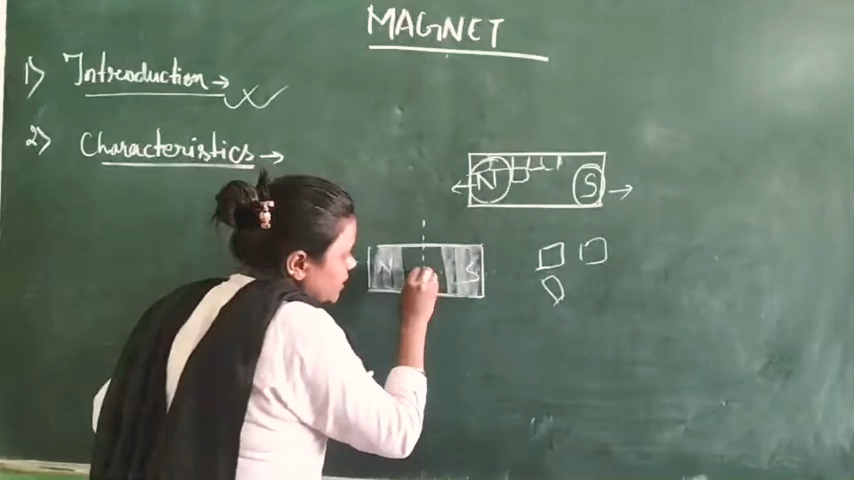 MAGNET
1) Introduction →
2) Characteristics →
N S
N S